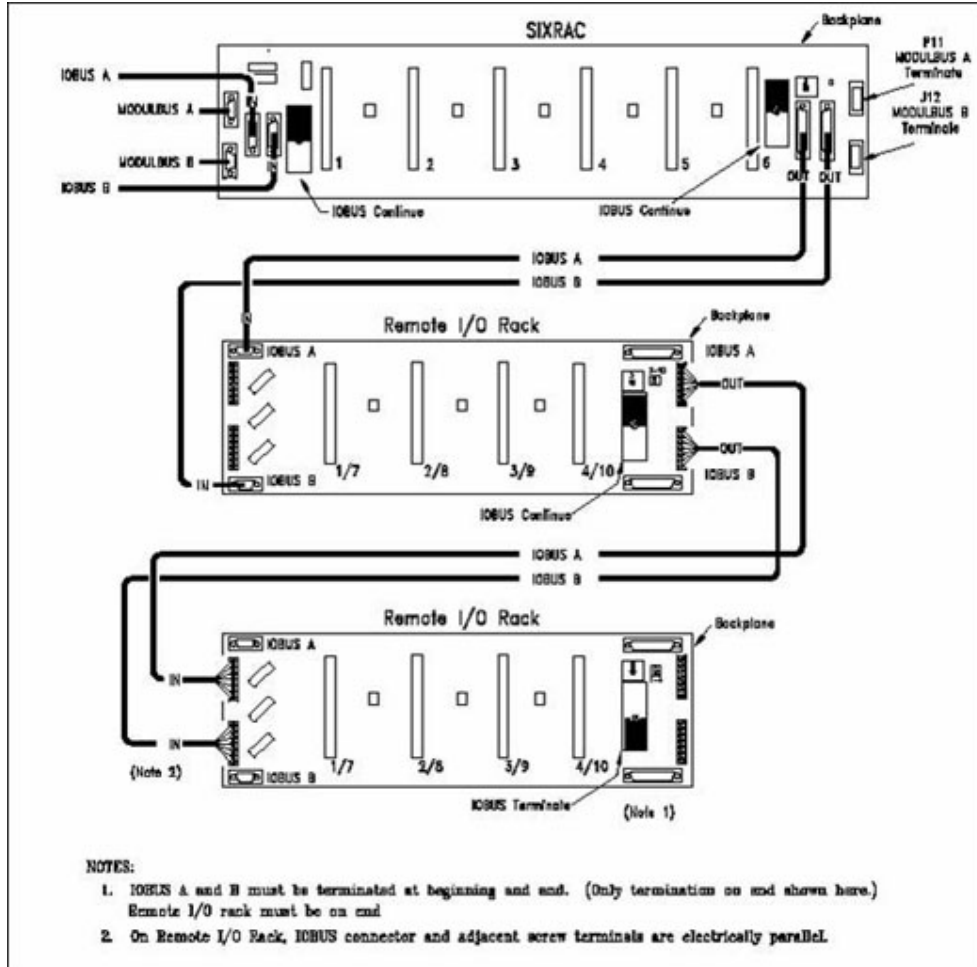 SIXRAC
Backplane
P11
MODULBUS A
Terminate
J12
MODULBUS B
Terminate
IOBUS A
MODULBUS A
MODULBUS B
IOBUS B
IN
IN
1 2 3 4 5 6
OUT OUT
IOBUS Continue
IOBUS Continue
IOBUS A
IOBUS B
Remote I/O Rack
Backplane
IN
IOBUS A
IOBUS A
OUT
OUT
1/7 2/8 3/9 4/10
IN
IOBUS B
IOBUS B
IOBUS Continue
IOBUS A
IOBUS B
Remote I/O Rack
Backplane
IOBUS A
IN
IN
1/7 2/8 3/9 4/10
(Note 2)
IOBUS B
IOBUS Terminate
(Note 1)
NOTES:
1. IOBUS A and B must be terminated at beginning and end. (Only termination on end shown here.)
Remote I/O rack must be on end
2. On Remote I/O Rack, IOBUS connector and adjacent screw terminals are electrically parallel.